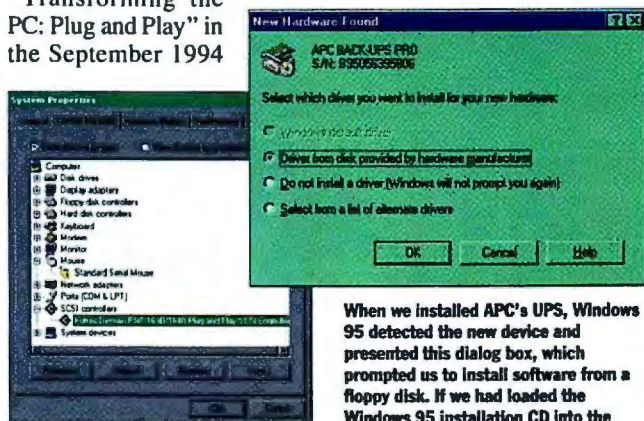 "Transforming the
PC: Plug and Play" in
the September 1994
System Properties
Computer
Disk drives
Display adapters
Floppy disk controllers
Hard disk controllers
Keyboard
Modem
Monitor
Mouse
Standard Serial Mouse
Network adapters
Ports (COM & LPT)
SCSI controllers
Plug and Play SCSI
System devices
New Hardware Found
APC BACK-UPS PRO
S/N: B95056395806
Select which driver you want to install for your new hardware:
Windows default driver
Driver from disk provided by hardware manufacturer
Do not install a driver (Windows will not prompt you again)
Select from a list of alternate drivers
OK
Cancel
Help
When we installed APC's UPS, Windows
95 detected the new device and
presented this dialog box, which
prompted us to install software from a
floppy disk. If we had loaded the
Windows 95 installation CD into the